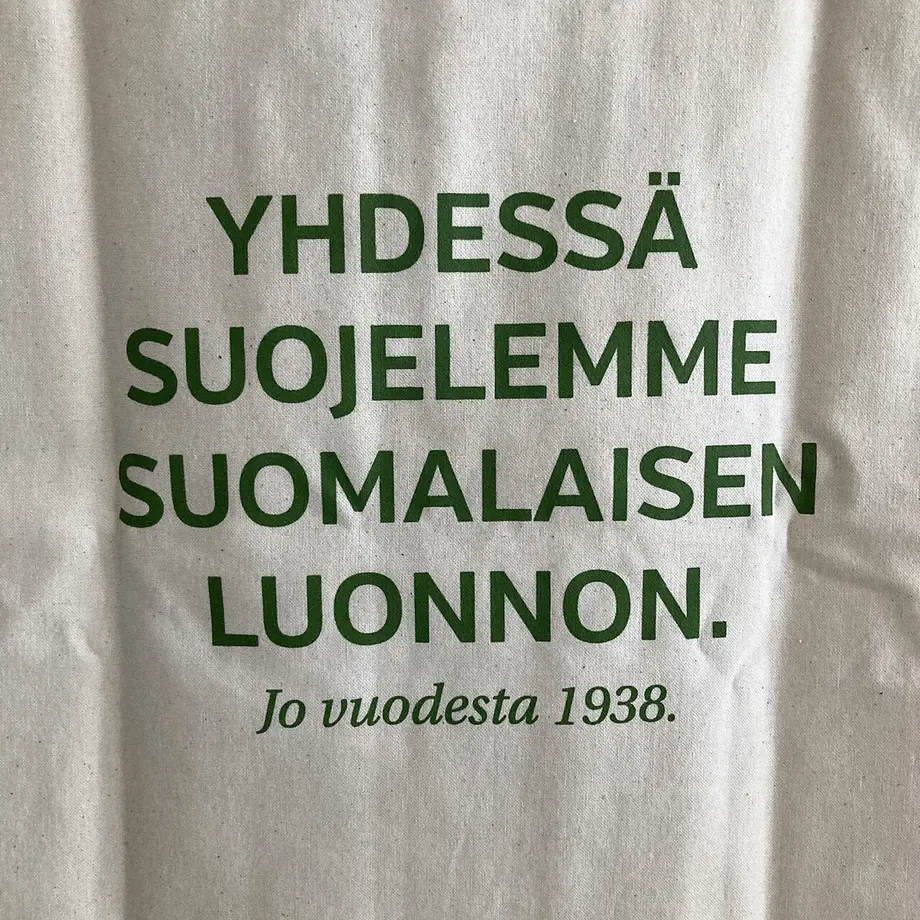 YHDESSÄ
SUOJELEMME
SUOMALAISEN
LUONNON.
Jo vuodesta 1938.